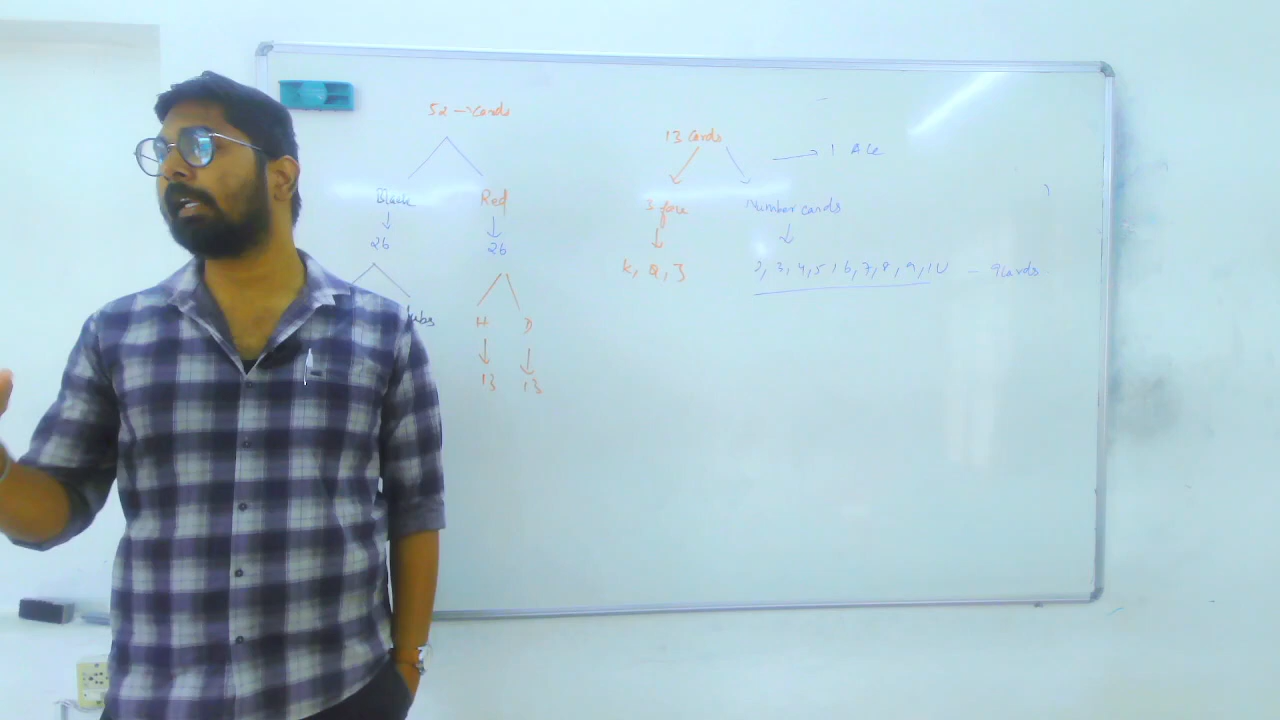 52 → cards
Black Red
26 26
lubs H D
13 13
13 cards
→ 1 Ace
3 face Number cards
K, Q, J 2, 3, 4, 5, 6, 7, 8, 9, 10 - 9 cards